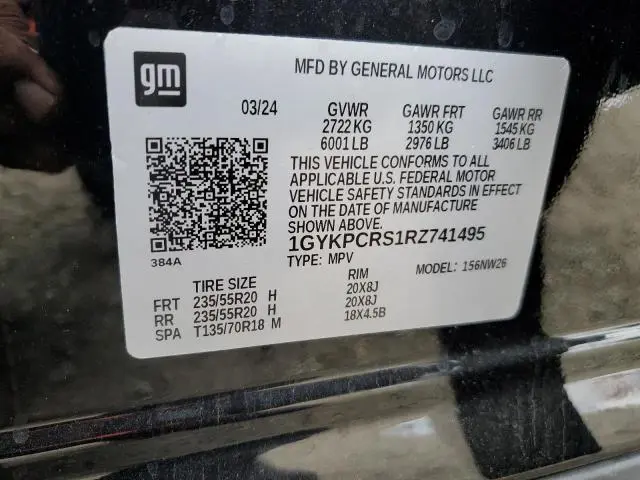 gm
MFD BY GENERAL MOTORS LLC
03/24 GVWR GAWR FRT GAWR RR
2722 KG 1350 KG 1545 KG
6001 LB 2976 LB 3406 LB
THIS VEHICLE CONFORMS TO ALL
APPLICABLE U.S. FEDERAL MOTOR
VEHICLE SAFETY STANDARDS IN EFFECT
ON THE DATE OF MANUFACTURE
SHOWN ABOVE.
1GYKPCRS1RZ741495
384A TYPE: MPV MODEL: 156NW26
TIRE SIZE RIM
FRT 235/55R20 H 20X8J
RR 235/55R20 H 20X8J
SPA T135/70R18 M 18X4.5B